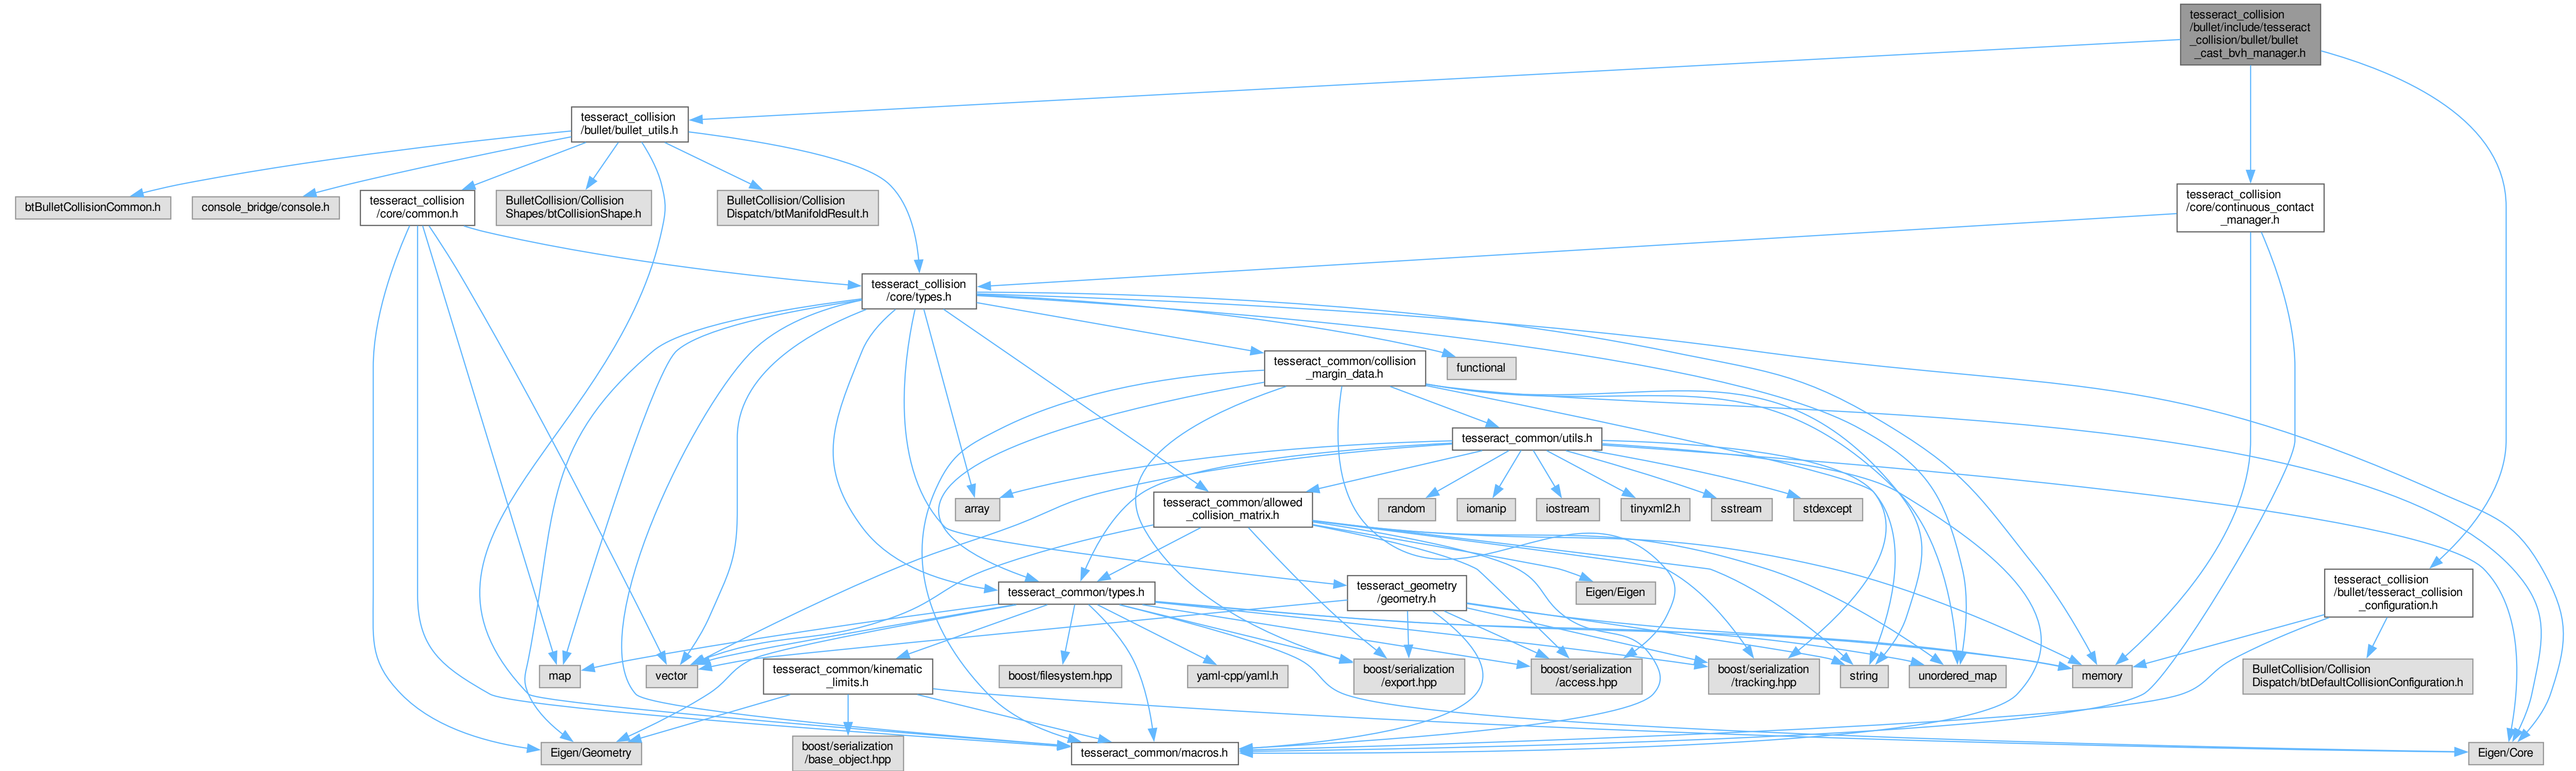 tesseract_collision
/bullet/include/tesseract
_collision/bullet/bullet
_cast_bvh_manager.h
tesseract_collision
/bullet/bullet_utils.h
btBulletCollisionCommon.h
console_bridge/console.h
tesseract_collision
/core/common.h
BulletCollision/Collision
Shapes/btCollisionShape.h
BulletCollision/Collision
Dispatch/btManifoldResult.h
tesseract_collision
/core/continuous_contact
_manager.h
tesseract_collision
/core/types.h
tesseract_common/collision
_margin_data.h
functional
tesseract_common/utils.h
array
tesseract_common/allowed
_collision_matrix.h
random
iomanip
iostream
tinyxml2.h
sstream
stdexcept
tesseract_common/types.h
tesseract_geometry
/geometry.h
Eigen/Eigen
tesseract_collision
/bullet/tesseract_collision
_configuration.h
map
vector
tesseract_common/kinematic
_limits.h
boost/filesystem.hpp
yaml-cpp/yaml.h
boost/serialization
/export.hpp
boost/serialization
/access.hpp
boost/serialization
/tracking.hpp
string
unordered_map
memory
BulletCollision/Collision
Dispatch/btDefaultCollisionConfiguration.h
Eigen/Geometry
boost/serialization
/base_object.hpp
tesseract_common/macros.h
Eigen/Core